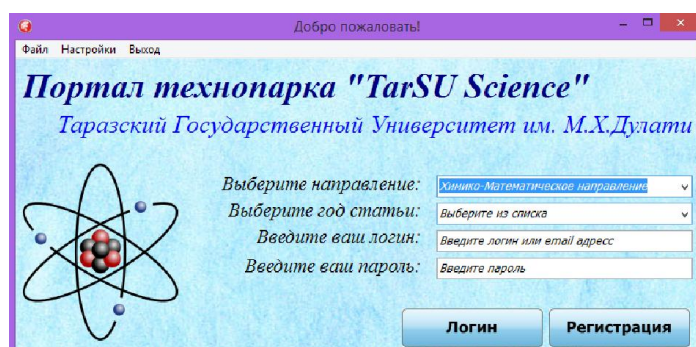 Добро пожаловать!
Файл Настройки Выход
Портал технопарка "TarSU Science"
Таразский Государственный Университет им. М.Х.Дулати
Выберите направление: Химико-Математическое направление
Выберите год статьи: Выберите из списка
Введите ваш логин: Введите логин или email адресс
Введите ваш пароль: Введите пароль
Логин Регистрация